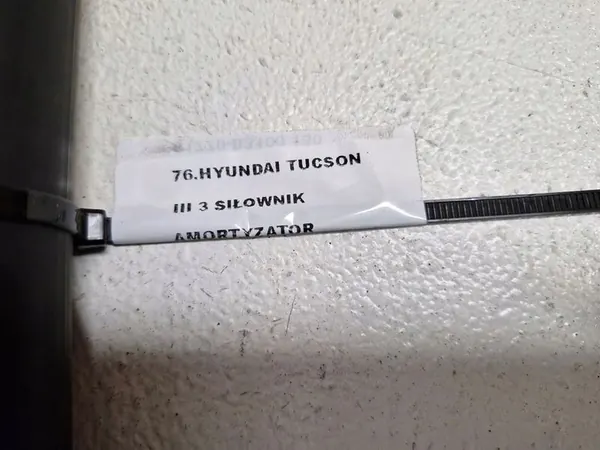 76.HYUNDAI TUCSON
III 3 SIŁOWNIK
AMORTYZATOR